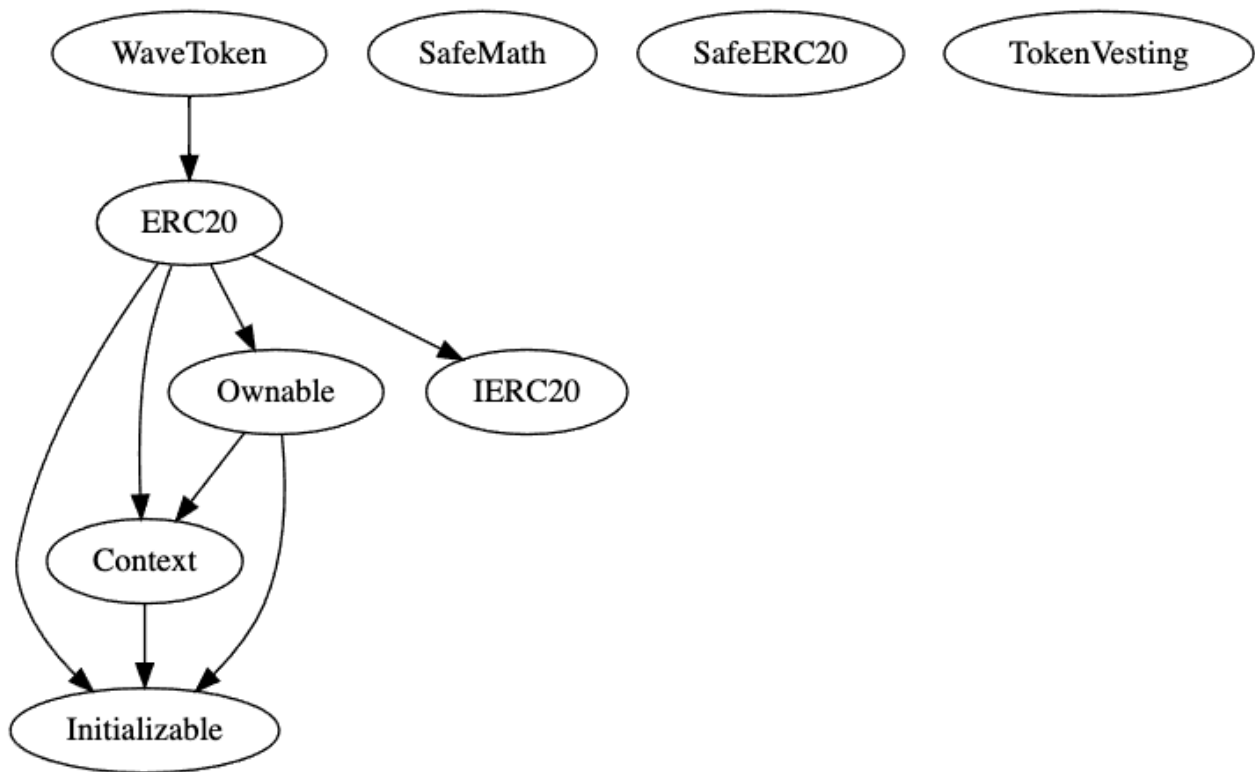 WaveToken
SafeMath
SafeERC20
TokenVesting
ERC20
Ownable
IERC20
Context
Initializable